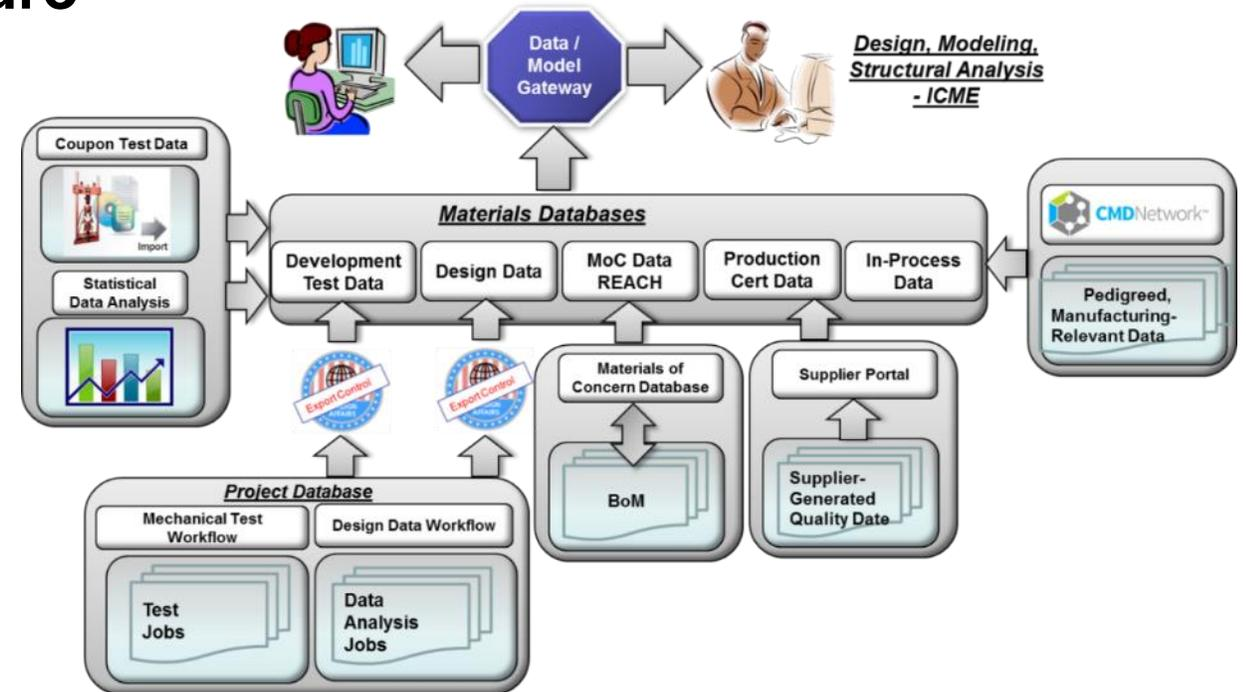 Data /
Model
Gateway
Design, Modeling,
Structural Analysis
- ICME
Coupon Test Data
Import
Statistical
Data Analysis
Materials Databases
Development
Test Data
Design Data
MoC Data
REACH
Production
Cert Data
In-Process
Data
CMDNetwork
Pedigreed,
Manufacturing-
Relevant Data
Export Control
AFFAIRS
Export Control
AFFAIRS
Materials of
Concern Database
BoM
Supplier Portal
Supplier-
Generated
Quality Date
Project Database
Mechanical Test
Workflow
Design Data Workflow
Test
Jobs
Data
Analysis
Jobs